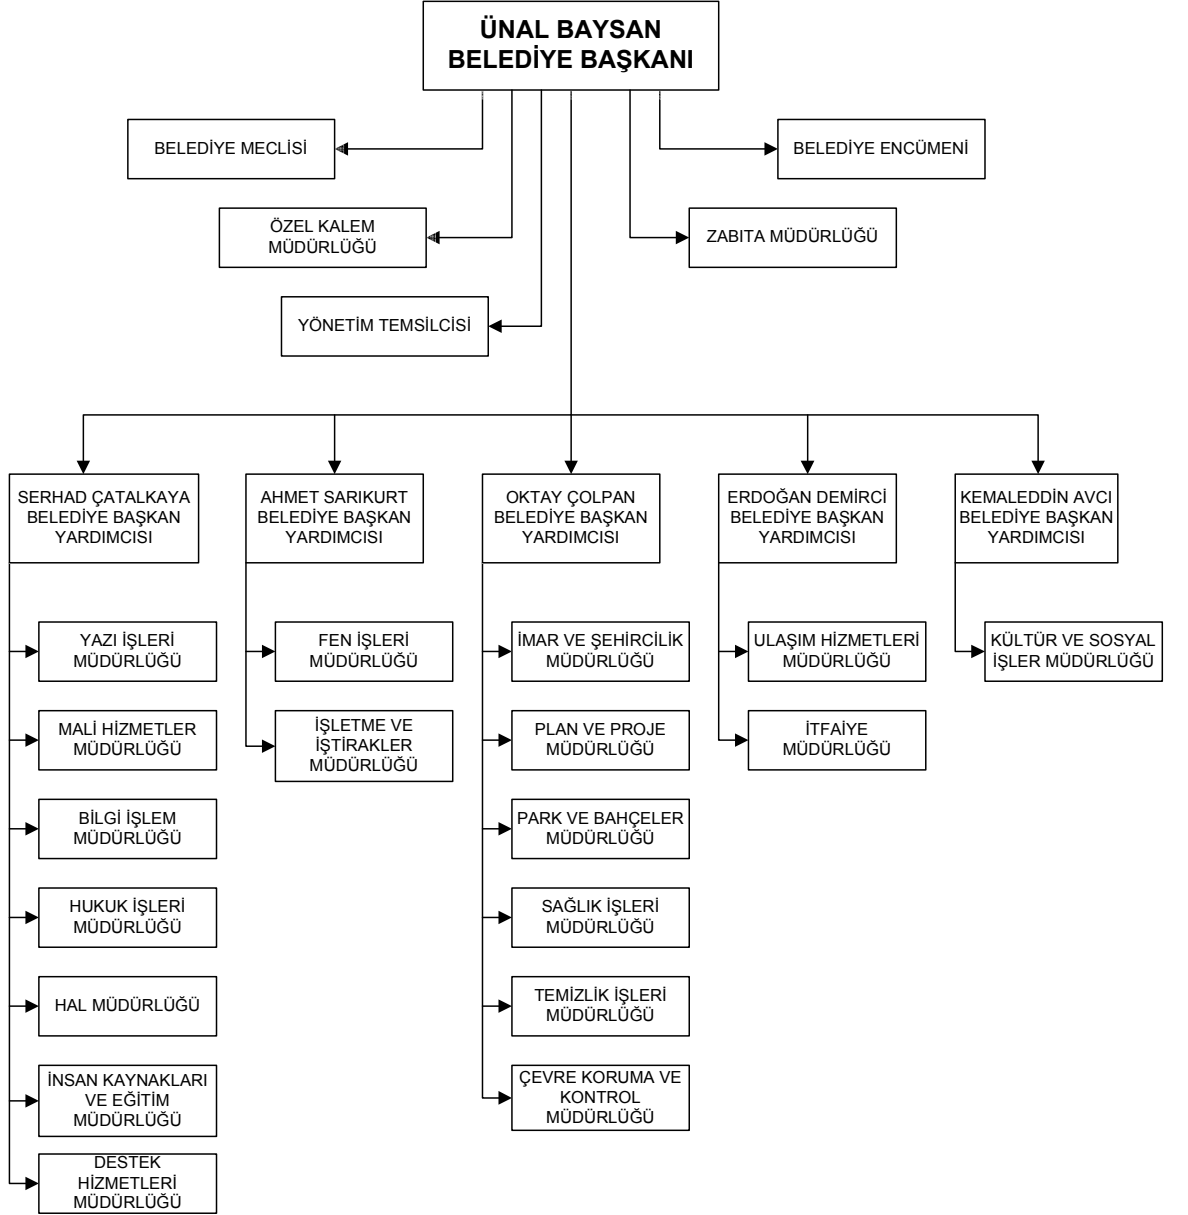 ÜNAL BAYSAN
BELEDİYE BAŞKANI
BELEDİYE MECLİSİ
BELEDİYE ENCÜMENİ
ÖZEL KALEM
MÜDÜRLÜĞÜ
ZABITA MÜDÜRLÜĞÜ
YÖNETİM TEMSİLCİSİ
SERHAD ÇATALKAYA
BELEDİYE BAŞKAN
YARDIMCISI
AHMET SARIKURT
BELEDİYE BAŞKAN
YARDIMCISI
OKTAY ÇOLPAN
BELEDİYE BAŞKAN
YARDIMCISI
ERDOĞAN DEMİRCİ
BELEDİYE BAŞKAN
YARDIMCISI
KEMALEDDİN AVCI
BELEDİYE BAŞKAN
YARDIMCISI
YAZI İŞLERİ
MÜDÜRLÜĞÜ
MALİ HİZMETLER
MÜDÜRLÜĞÜ
BİLGİ İŞLEM
MÜDÜRLÜĞÜ
HUKUK İŞLERİ
MÜDÜRLÜĞÜ
HAL MÜDÜRLÜĞÜ
İNSAN KAYNAKLARI
VE EĞİTİM
MÜDÜRLÜĞÜ
DESTEK
HİZMETLERİ
MÜDÜRLÜĞÜ
FEN İŞLERİ
MÜDÜRLÜĞÜ
İŞLETME VE
İŞTİRAKLER
MÜDÜRLÜĞÜ
İMAR VE ŞEHİRCİLİK
MÜDÜRLÜĞÜ
PLAN VE PROJE
MÜDÜRLÜĞÜ
PARK VE BAHÇELER
MÜDÜRLÜĞÜ
SAĞLIK İŞLERİ
MÜDÜRLÜĞÜ
TEMİZLİK İŞLERİ
MÜDÜRLÜĞÜ
ÇEVRE KORUMA VE
KONTROL
MÜDÜRLÜĞÜ
ULAŞIM HİZMETLERİ
MÜDÜRLÜĞÜ
İTFAİYE
MÜDÜRLÜĞÜ
KÜLTÜR VE SOSYAL
İŞLER MÜDÜRLÜĞÜ